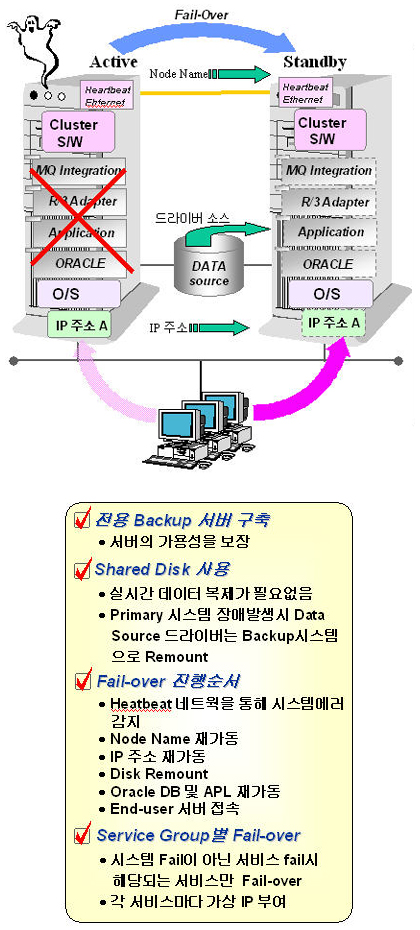 Fail-Over
Active
Standby
Node Name
Heartbeat
Ehternet
Heartbeat
Ethernet
Cluster
S/W
Cluster
S/W
MQ Integration
MQ Integration
R/3 Adapter
R/3 Adapter
드라이버 소스
Application
Application
ORACLE
DATA
source
ORACLE
O/S
O/S
IP 주소 A
IP 주소
IP 주소 A
전용 Backup 서버 구축
• 서버의 가용성을 보장
Shared Disk 사용
• 실시간 데이터 복제가 필요없음
• Primary 시스템 장애발생시 Data
Source 드라이버는 Backup시스템
으로 Remount
Fail-over 진행순서
• Heatbeat 네트웍을 통해 시스템에러
감지
• Node Name 재가동
• IP 주소 재가동
• Disk Remount
• Oracle DB 및 APL 재가동
• End-user 서버 접속
Service Group별 Fail-over
• 시스템 Fail이 아닌 서비스 fail시
해당되는 서비스만 Fail-over
• 각 서비스마다 가상 IP 부여